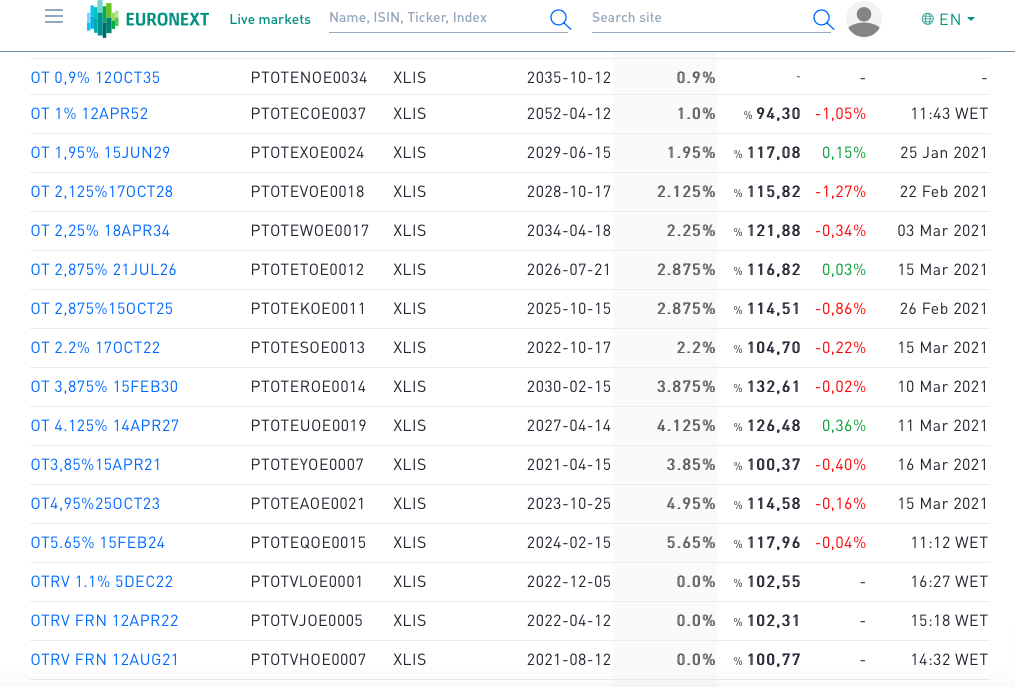 EURONEXT Live markets Name, ISIN, Ticker, Index Search site EN
OT 0,9% 12OCT35 PTOTENOE0034 XLIS 2035-10-12 0.9% - - -
OT 1% 12APR52 PTOTECOE0037 XLIS 2052-04-12 1.0% % 94,30 -1,05% 11:43 WET
OT 1,95% 15JUN29 PTOTEXOE0024 XLIS 2029-06-15 1.95% % 117,08 0,15% 25 Jan 2021
OT 2,125%17OCT28 PTOTEVOE0018 XLIS 2028-10-17 2.125% % 115,82 -1,27% 22 Feb 2021
OT 2,25% 18APR34 PTOTEWOE0017 XLIS 2034-04-18 2.25% % 121,88 -0,34% 03 Mar 2021
OT 2,875% 21JUL26 PTOTETOE0012 XLIS 2026-07-21 2.875% % 116,82 0,03% 15 Mar 2021
OT 2,875%15OCT25 PTOTEKOE0011 XLIS 2025-10-15 2.875% % 114,51 -0,86% 26 Feb 2021
OT 2.2% 17OCT22 PTOTESOE0013 XLIS 2022-10-17 2.2% % 104,70 -0,22% 15 Mar 2021
OT 3,875% 15FEB30 PTOTEROE0014 XLIS 2030-02-15 3.875% % 132,61 -0,02% 10 Mar 2021
OT 4.125% 14APR27 PTOTEUOE0019 XLIS 2027-04-14 4.125% % 126,48 0,36% 11 Mar 2021
OT3,85%15APR21 PTOTEYOE0007 XLIS 2021-04-15 3.85% % 100,37 -0,40% 16 Mar 2021
OT4,95%25OCT23 PTOTEAOE0021 XLIS 2023-10-25 4.95% % 114,58 -0,16% 15 Mar 2021
OT5.65% 15FEB24 PTOTEQOE0015 XLIS 2024-02-15 5.65% % 117,96 -0,04% 11:12 WET
OTRV 1.1% 5DEC22 PTOTVLOE0001 XLIS 2022-12-05 0.0% % 102,55 - 16:27 WET
OTRV FRN 12APR22 PTOTVJOE0005 XLIS 2022-04-12 0.0% % 102,31 - 15:18 WET
OTRV FRN 12AUG21 PTOTVHOE0007 XLIS 2021-08-12 0.0% % 100,77 - 14:32 WET